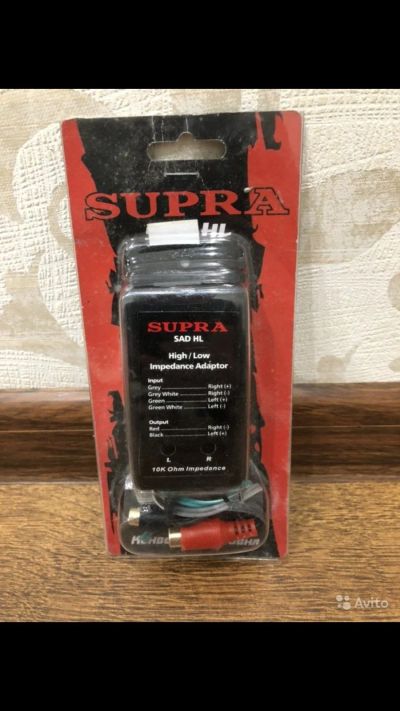 SUPRA
HL
SUPRA
SAD HL
High / Low
Impedance Adaptor
Input
Grey Right (+)
Grey White Right (-)
Green Left (+)
Green White Left (-)
Output
Red Right (-)
Black Left (+)
L R
10K Ohm Impedance
Avito